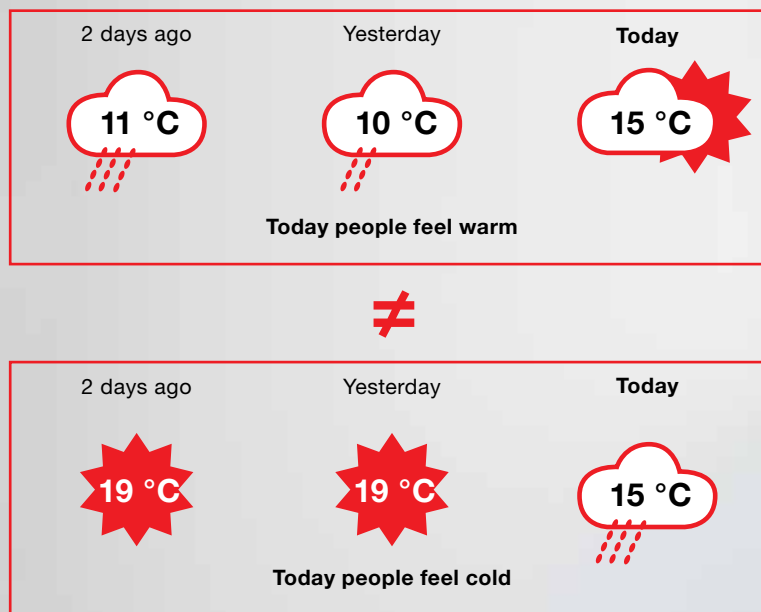 2 days ago Yesterday Today
11 °C 10 °C 15 °C
Today people feel warm
≠
2 days ago Yesterday Today
19 °C 19 °C 15 °C
Today people feel cold